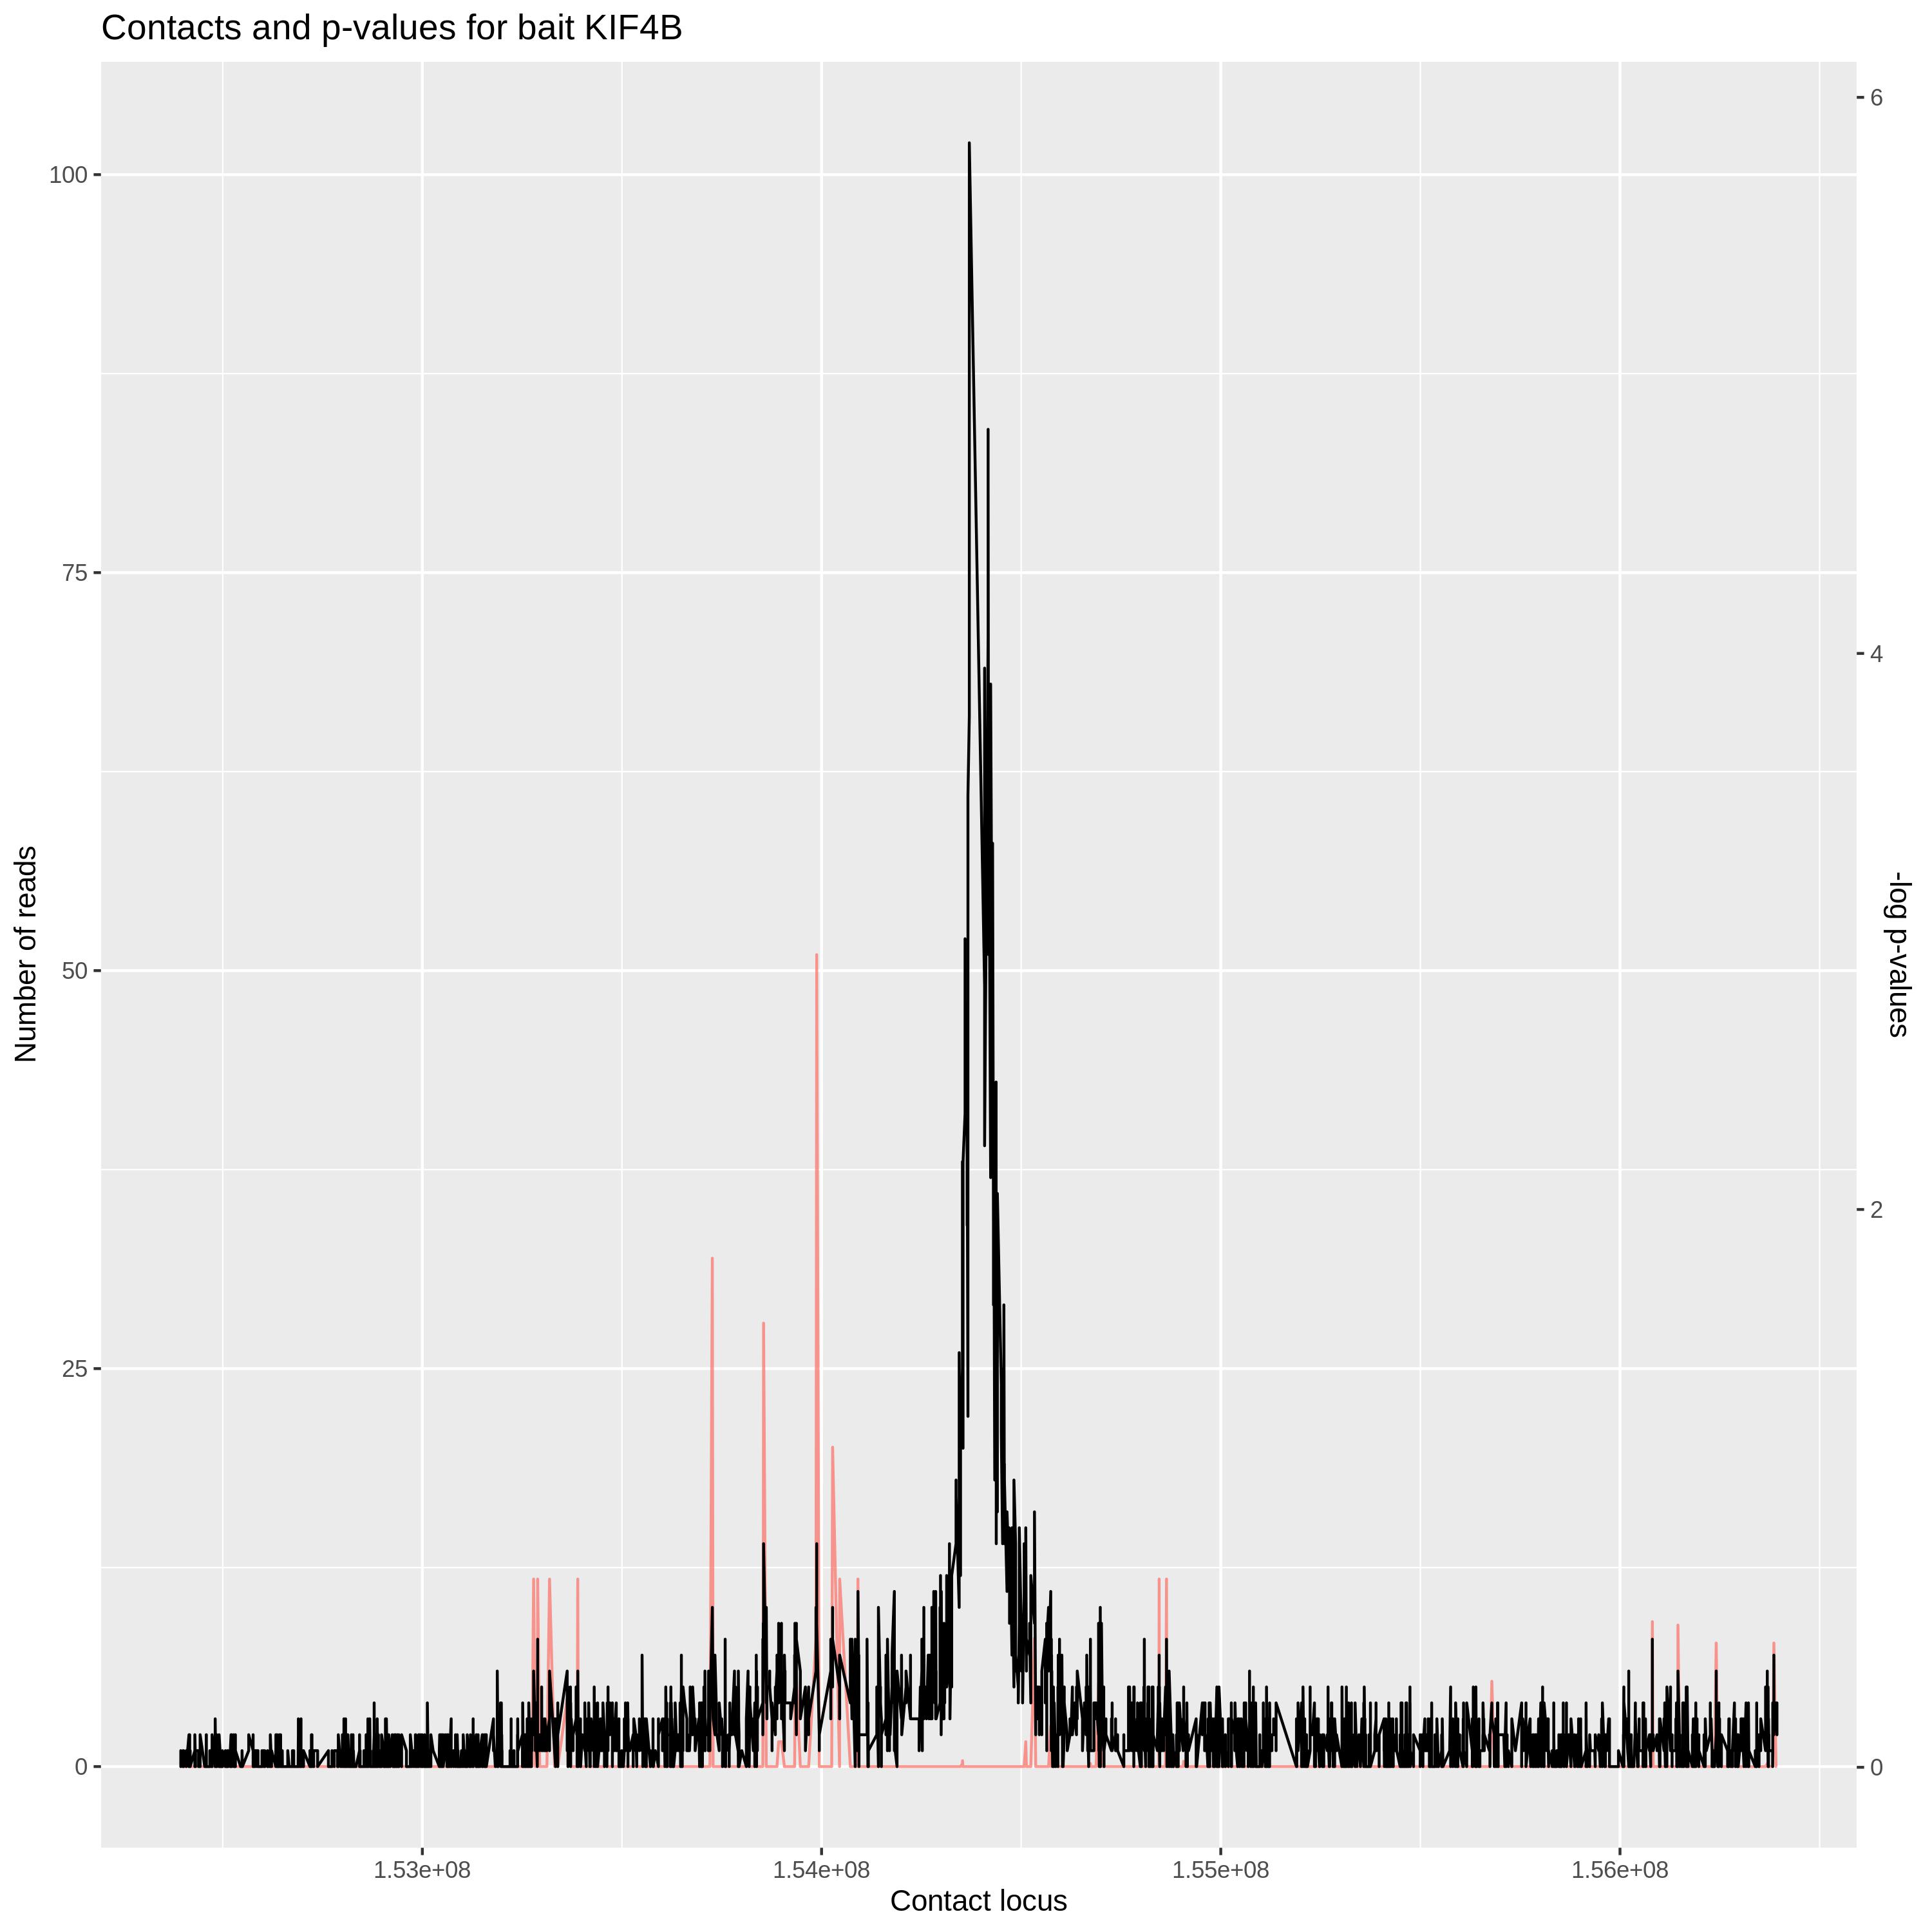 Contacts and p-values for bait KIF4B
100
75
50
25
0
Number of reads
6
4
2
0
-log p-values
1.53e+08 1.54e+08 1.55e+08 1.56e+08
Contact locus